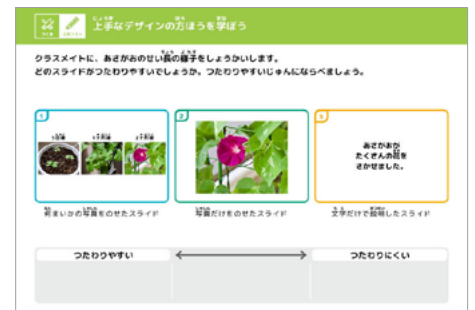 上手なデザインの方ほうを学ぼう
クラスメイトに、あさがおのせい長の様子をしょうかいします。
どのスライドがつたわりやすいでしょうか。つたわりやすいじゅんにならべましょう。
1
2
3
あさがおが
たくさんの花を
さかせました。
何まいかの写真をのせたスライド
写真だけをのせたスライド
文字だけで説明したスライド
つたわりやすい
つたわりにくい